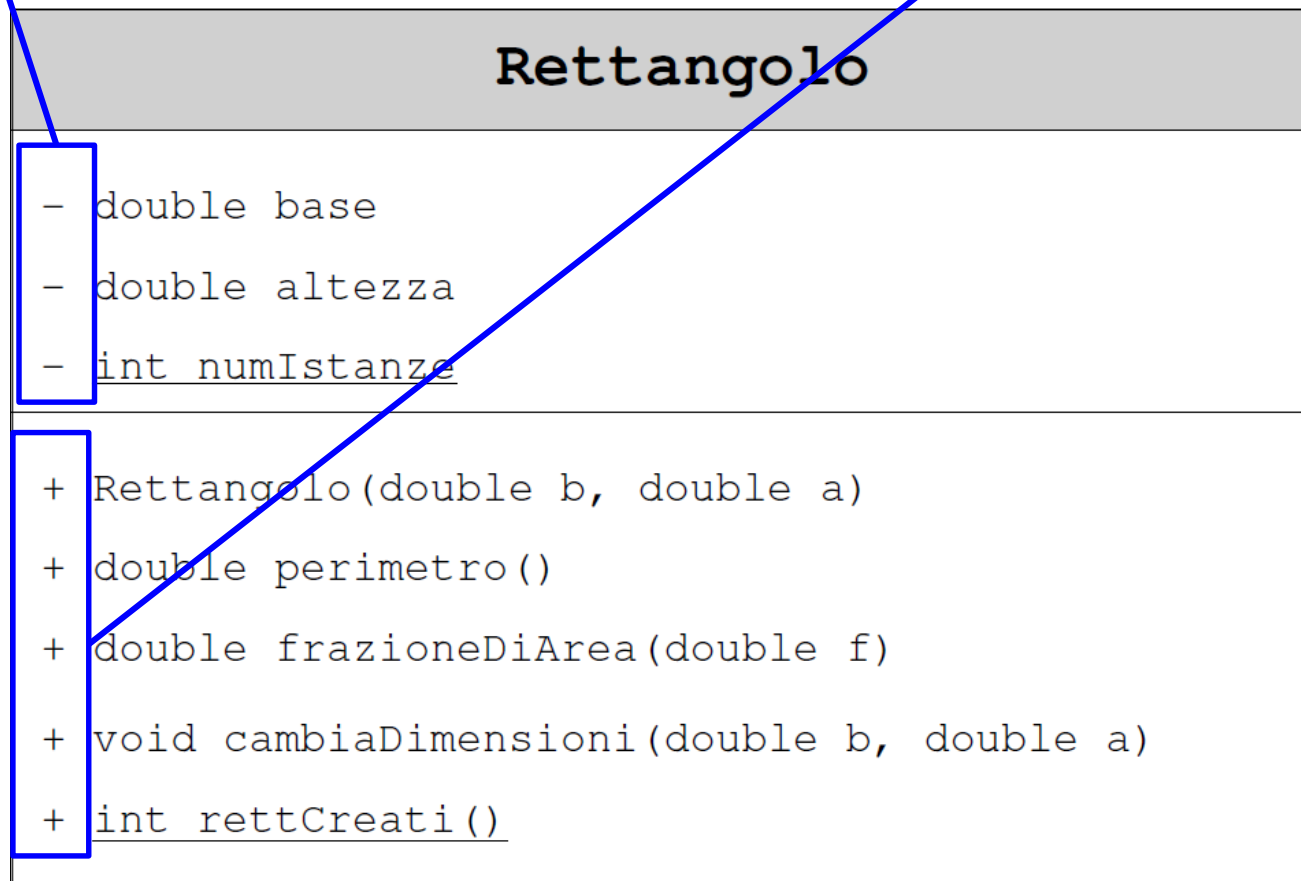 Rettangolo
- double base
- double altezza
- int numIstanze
+ Rettangolo(double b, double a)
+ double perimetro()
+ double frazioneDiArea(double f)
+ void cambiaDimensioni(double b, double a)
+ int rettCreati()